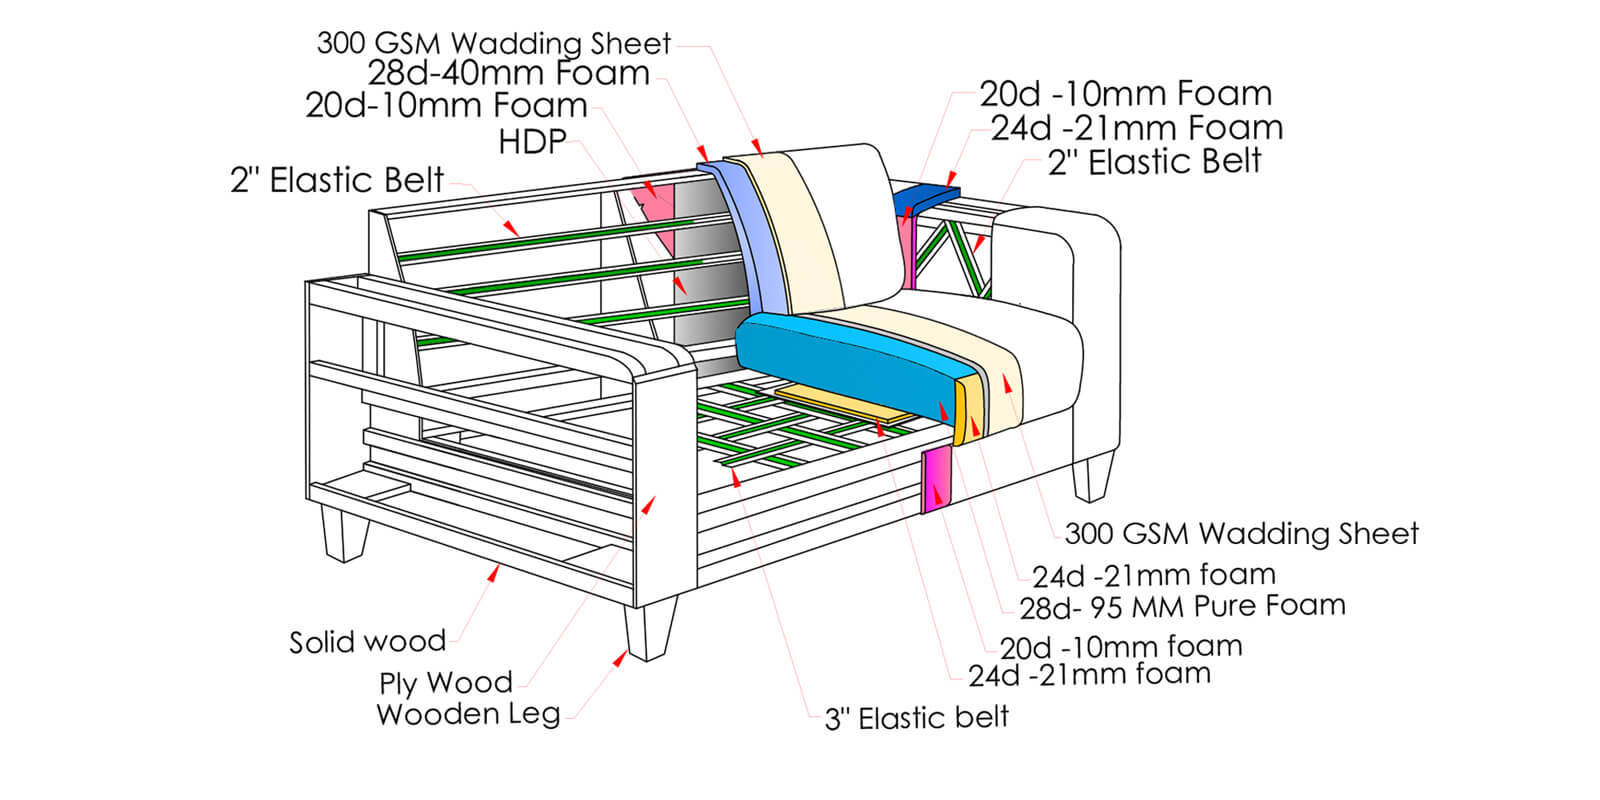 300 GSM Wadding Sheet
28d-40mm Foam
20d-10mm Foam
HDP
2" Elastic Belt
20d -10mm Foam
24d -21mm Foam
2" Elastic Belt
300 GSM Wadding Sheet
24d -21mm foam
28d- 95 MM Pure Foam
20d -10mm foam
24d -21mm foam
3" Elastic belt
Solid wood
Ply Wood
Wooden Leg